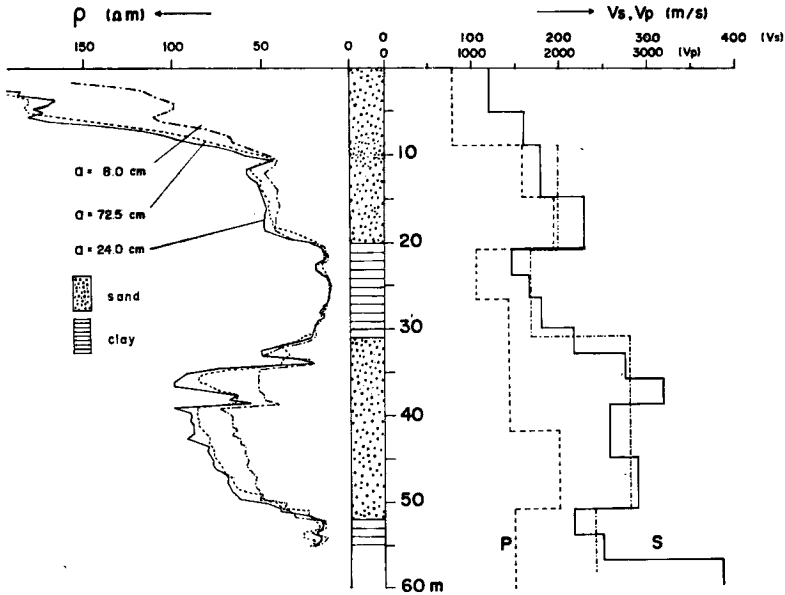 ρ (Ωm)
Vs, Vp (m/s)
150 100 50 0 0 100 200 300 400 (Vs)
0 1000 2000 3000 (Vp)
10
a = 8.0 cm
a = 72.5 cm
a = 24.0 cm
20
sand
clay
30
40
50
P S
60 m